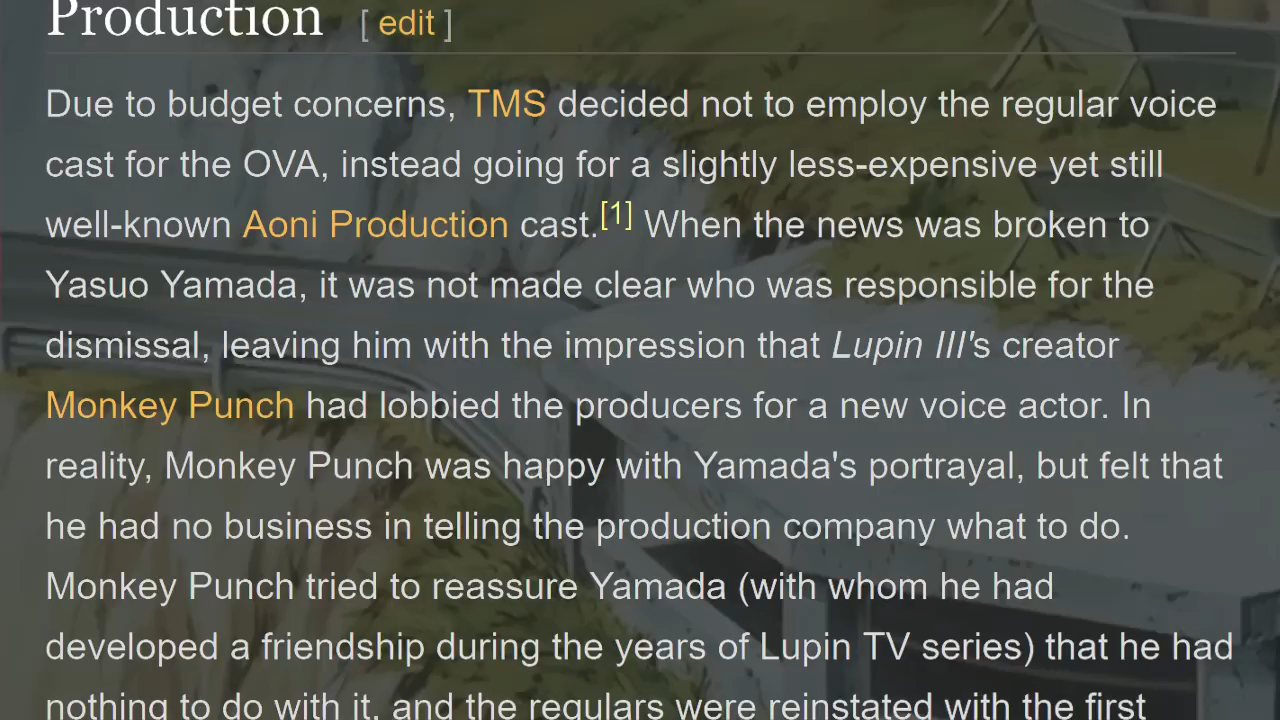 Production [ edit ]
Due to budget concerns, TMS decided not to employ the regular voice
cast for the OVA, instead going for a slightly less-expensive yet still
well-known Aoni Production cast.[1] When the news was broken to
Yasuo Yamada, it was not made clear who was responsible for the
dismissal, leaving him with the impression that Lupin III's creator
Monkey Punch had lobbied the producers for a new voice actor. In
reality, Monkey Punch was happy with Yamada's portrayal, but felt that
he had no business in telling the production company what to do.
Monkey Punch tried to reassure Yamada (with whom he had
developed a friendship during the years of Lupin TV series) that he had
nothing to do with it, and the regulars were reinstated with the first